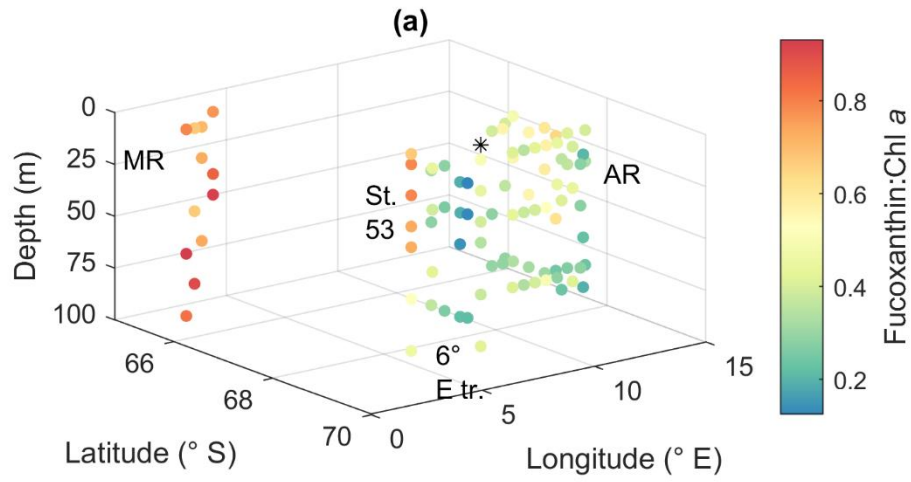 (a)
0
25
50
75
100
Depth (m)
MR
St.
53
AR
6°
E tr.
66
68
70
Latitude (° S)
0
5
10
15
Longitude (° E)
0.8
0.6
0.4
0.2
Fucoxanthin:Chl a